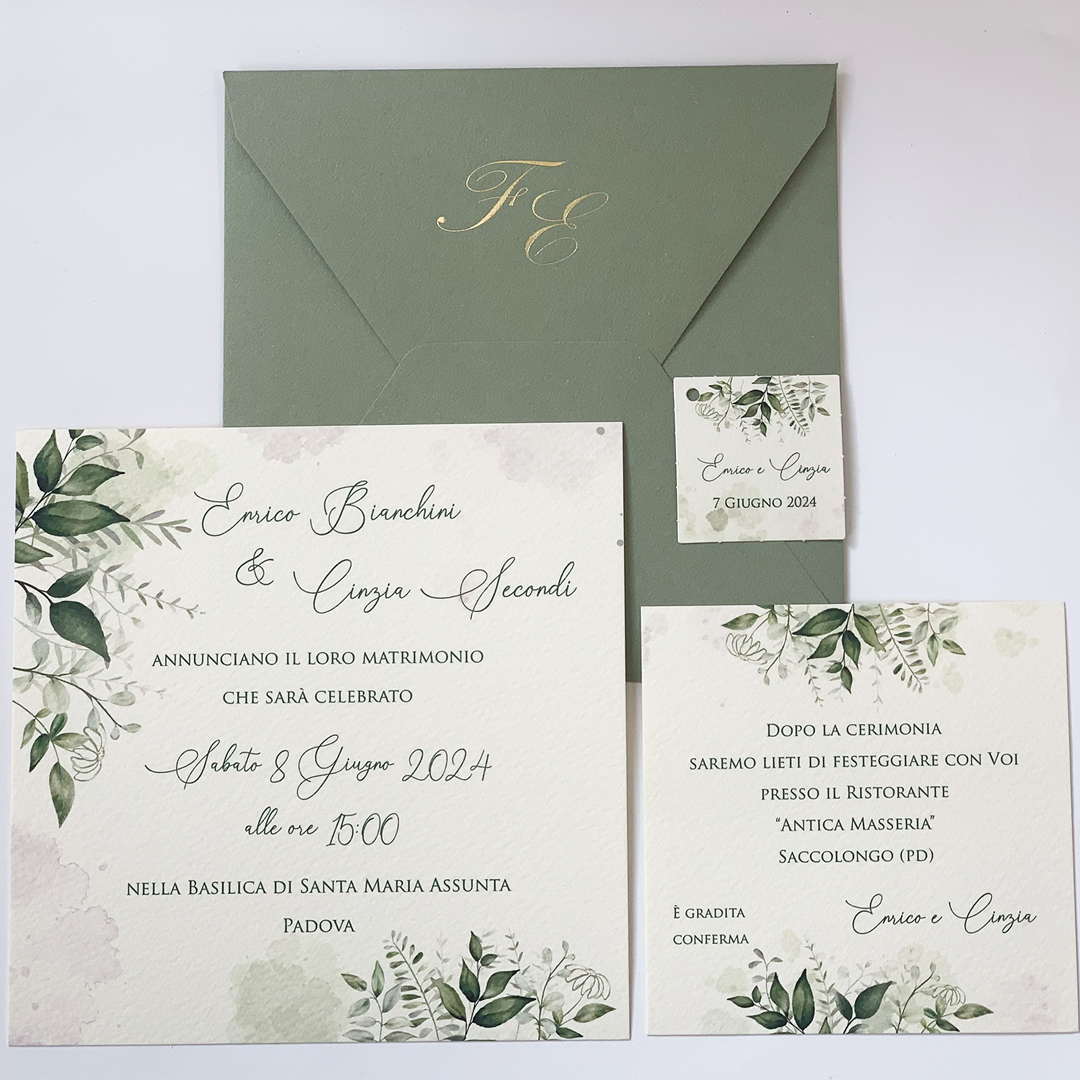 F E
Enrico e Cinzia
7 Giugno 2024
Enrico Bianchini
& Cinzia Secondi
annunciano il loro matrimonio
che sarà celebrato
Sabato 8 Giugno 2024
alle ore 15:00
nella Basilica di Santa Maria Assunta
Padova
Dopo la cerimonia
saremo lieti di festeggiare con Voi
presso il Ristorante
“Antica Masseria”
Saccolongo (PD)
È gradita
conferma
Enrico e Cinzia